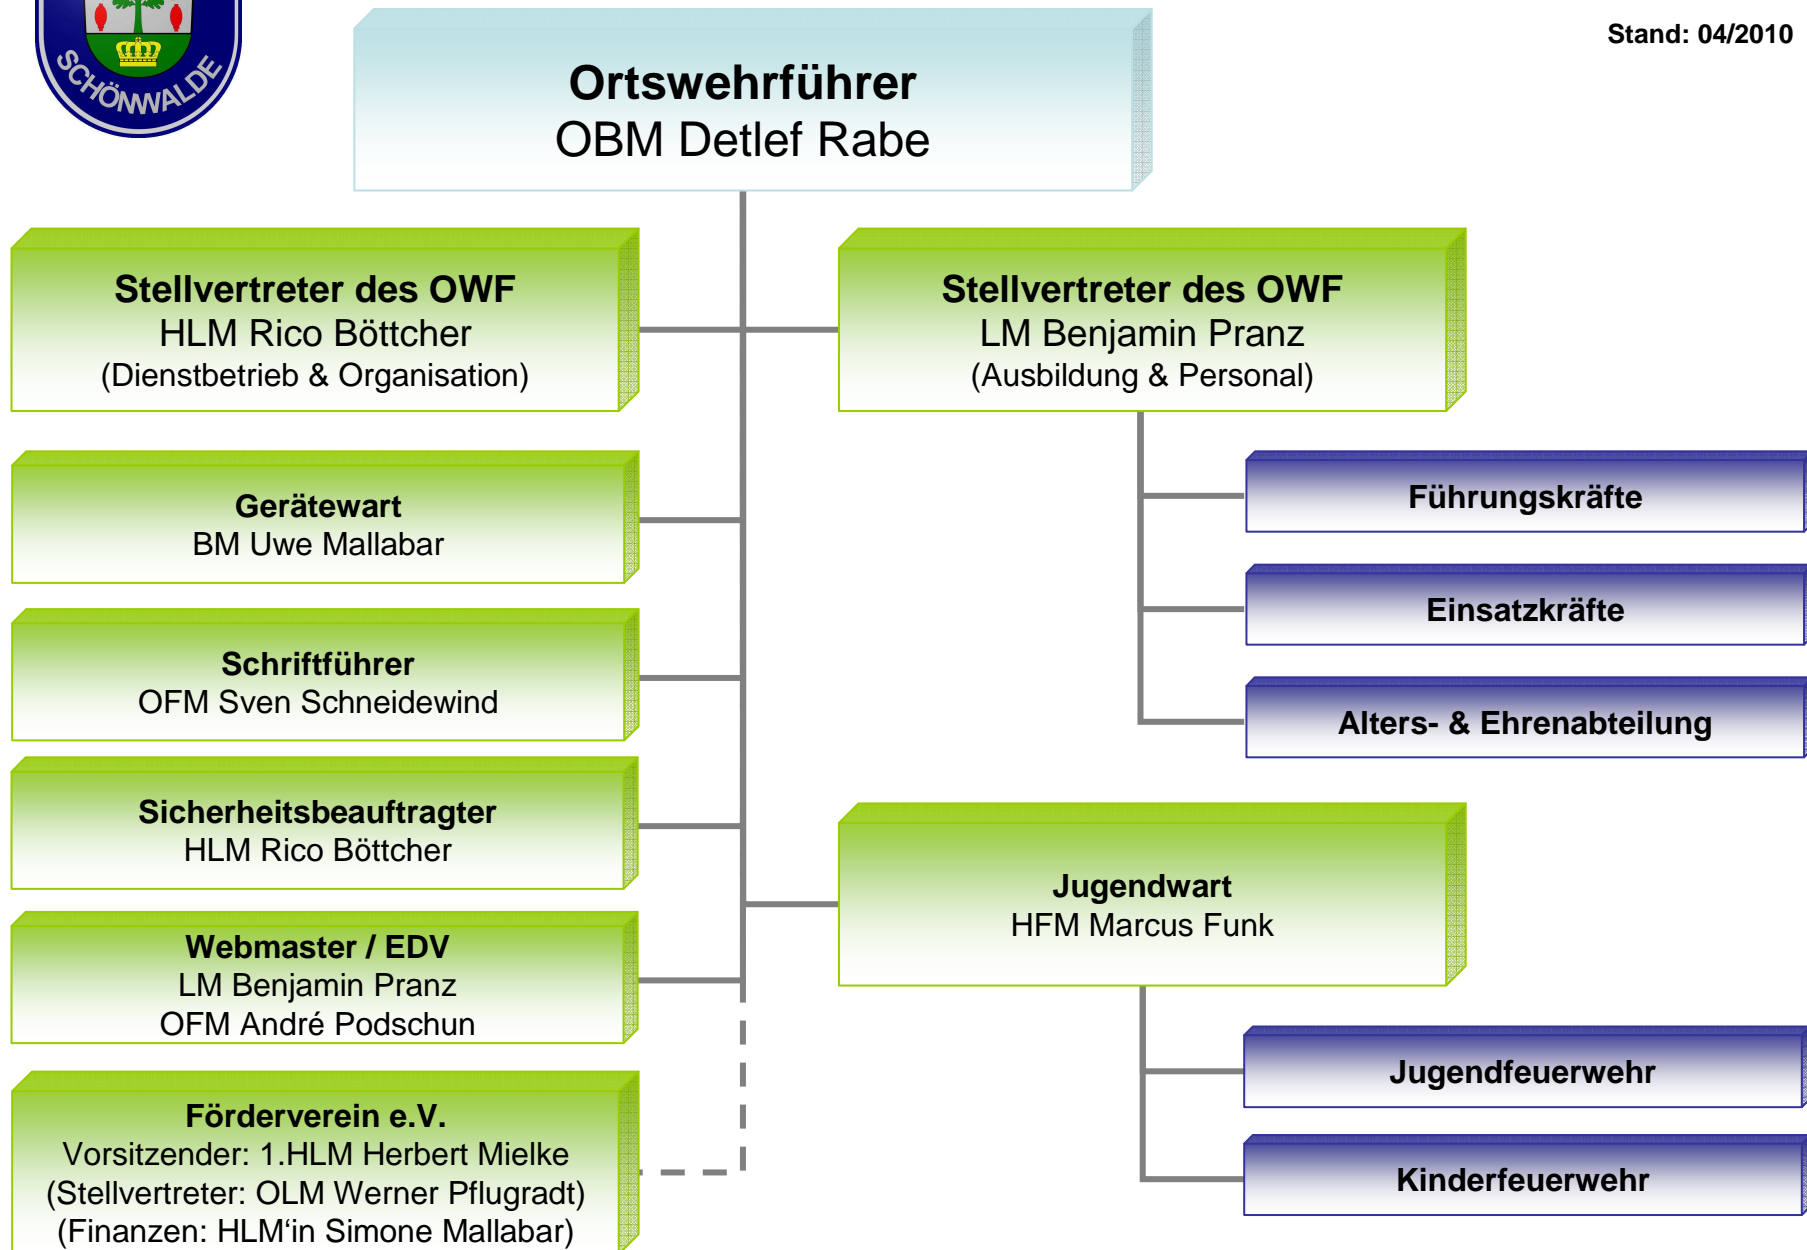 SCHÖNWALDE
Stand: 04/2010
Ortswehrführer
OBM Detlef Rabe
Stellvertreter des OWF
HLM Rico Böttcher
(Dienstbetrieb & Organisation)
Stellvertreter des OWF
LM Benjamin Pranz
(Ausbildung & Personal)
Gerätewart
BM Uwe Mallabar
Führungskräfte
Einsatzkräfte
Alters- & Ehrenabteilung
Schriftführer
OFM Sven Schneidewind
Sicherheitsbeauftragter
HLM Rico Böttcher
Jugendwart
HFM Marcus Funk
Webmaster / EDV
LM Benjamin Pranz
OFM André Podschun
Jugendfeuerwehr
Kinderfeuerwehr
Förderverein e.V.
Vorsitzender: 1.HLM Herbert Mielke
(Stellvertreter: OLM Werner Pflugradt)
(Finanzen: HLM‘in Simone Mallabar)